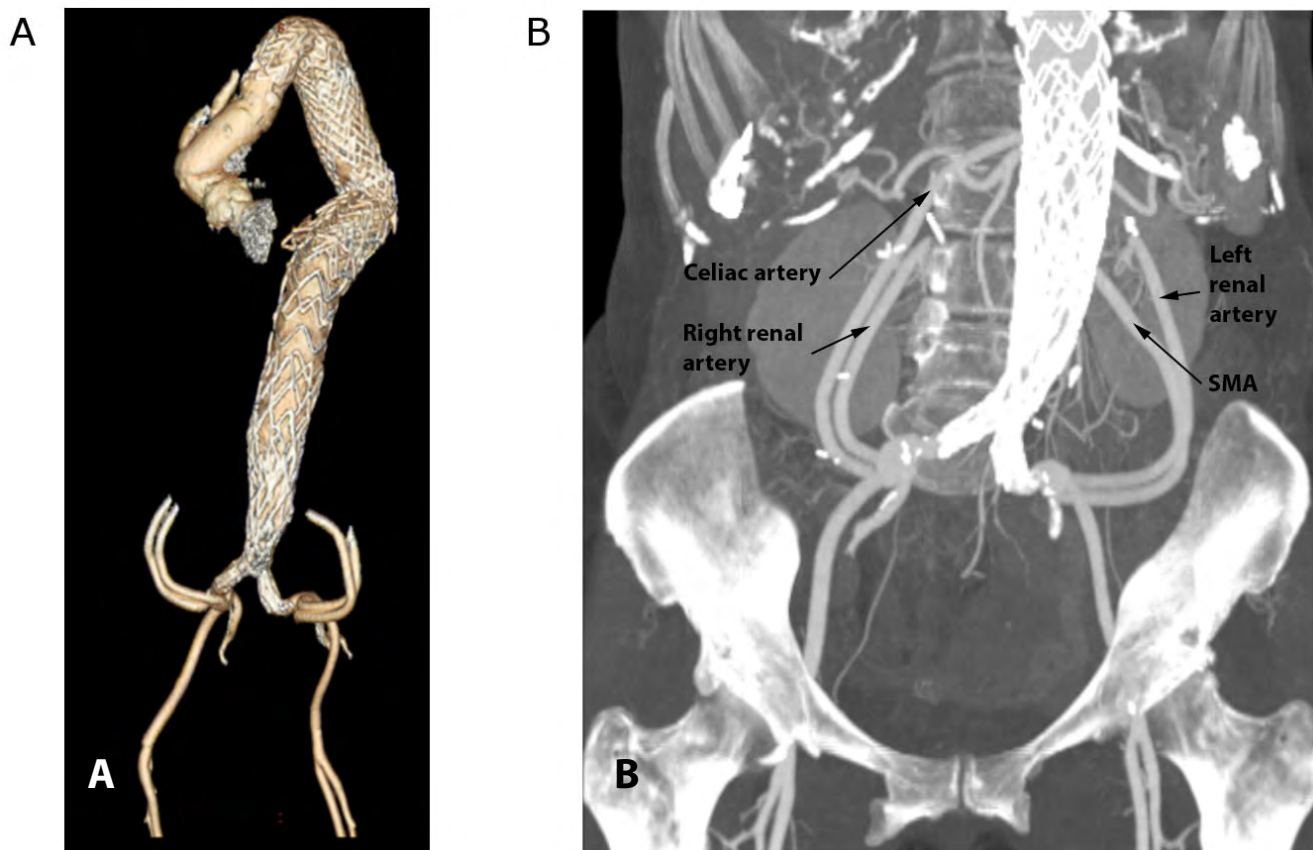 A
B
Celiac artery
Right renal
artery
Left
renal
artery
SMA
A
B